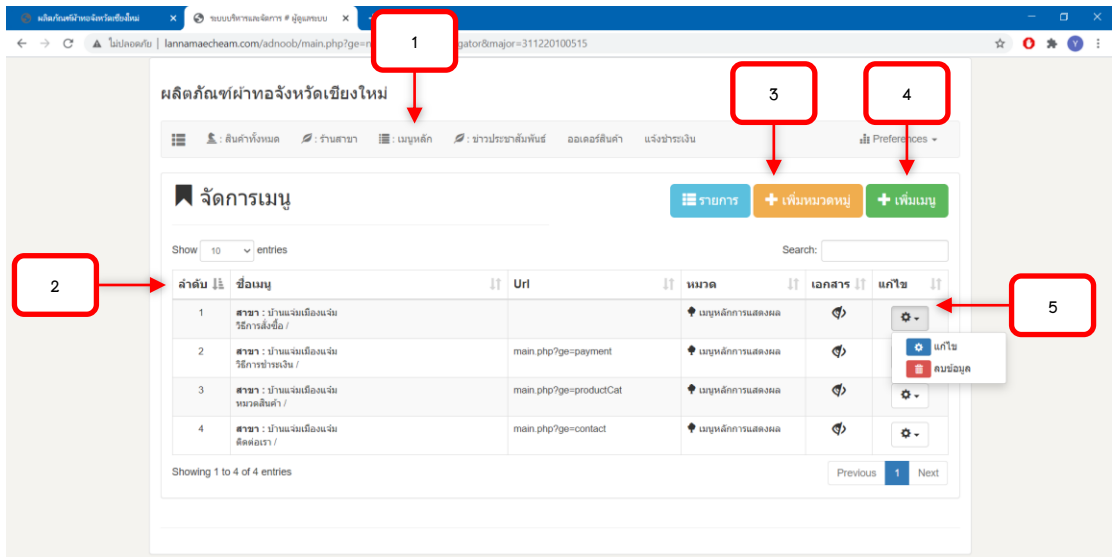 ผลิตภัณฑ์ผ้าทอจังหวัดเชียงใหม่
ระบบบริหารและจัดการ # ผู้ดูแลระบบ
ไม่ปลอดภัย | lannamaecheam.com/adnoob/main.php?ge= gator&major=311220100515
Y
1
3
4
ผลิตภัณฑ์ผ้าทอจังหวัดเชียงใหม่
: สินค้าทั้งหมด : ร้านสาขา : เมนูหลัก : ข่าวประชาสัมพันธ์ ออเดอร์สินค้า แจ้งชำระเงิน Preferences
จัดการเมนู
รายการ เพิ่มหมวดหมู่ เพิ่มเมนู
Show 10 entries Search:
2
ลำดับ ชื่อเมนู Url หมวด เอกสาร แก้ไข
5
1 สาขา : บ้านแจ่มเมืองแจ๋ม เมนูหลักการแสดงผล
วิธีการสั่งซื้อ /
แก้ไข
ลบข้อมูล
2 สาขา : บ้านแจ่มเมืองแจ๋ม main.php?ge=payment เมนูหลักการแสดงผล
วิธีการชำระเงิน /
3 สาขา : บ้านแจ่มเมืองแจ๋ม main.php?ge=productCat เมนูหลักการแสดงผล
หมวดสินค้า /
4 สาขา : บ้านแจ่มเมืองแจ๋ม main.php?ge=contact เมนูหลักการแสดงผล
ติดต่อเรา /
Showing 1 to 4 of 4 entries Previous 1 Next